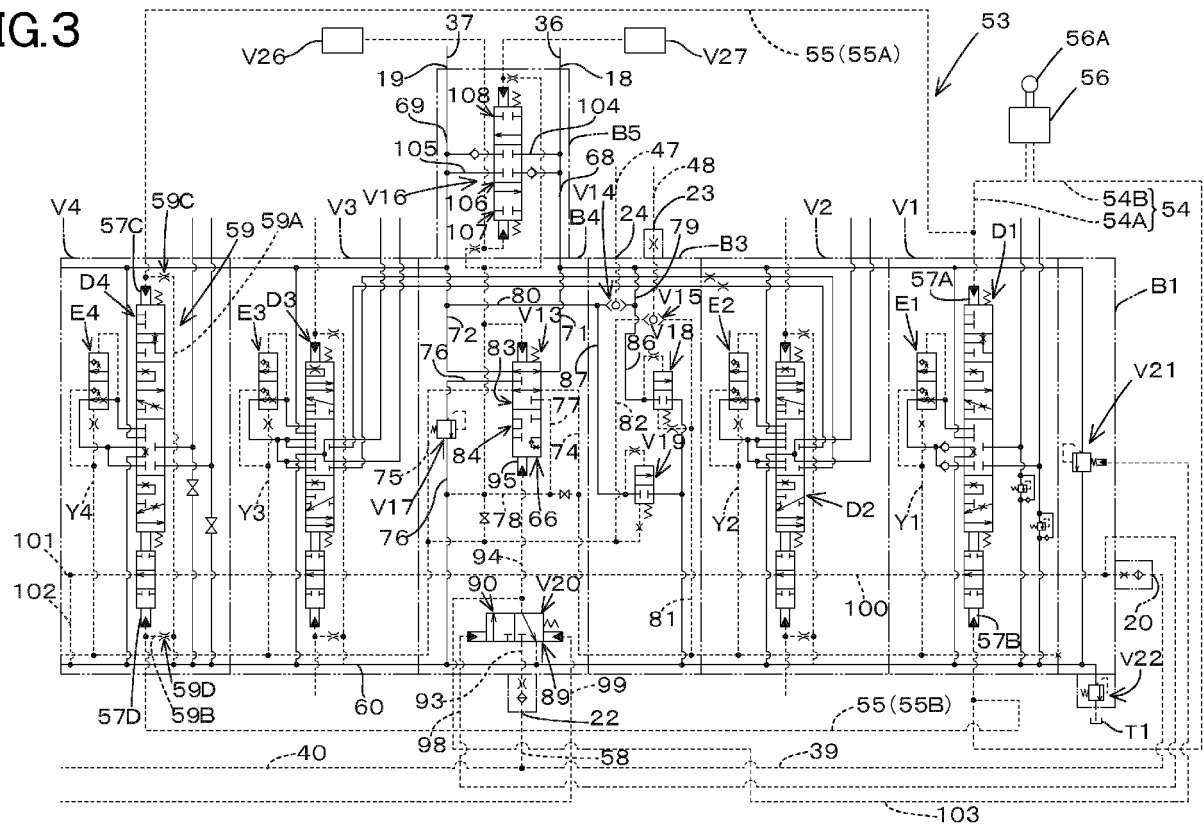 FIG.3
37
36
V26
V27
55 (55A)
53
56A
56
19
18
108
104
69
B5
105
47
68
48
V16
V14
106
23
B4
24
107
79
B3
54B
54
54A
V4
59C
59A
V3
V2
V1
57C
59
D1
D4
57A
B1
E4
E3
D3
80
V13
V15
E2
E1
72
71
V18
83
86
76
87
V21
77
82
84
74
75
95
V19
V17
66
Y4
Y3
76
78
Y2
D2
Y1
101
94
102
90
V20
100
81
20
57B
59D
93
99
V22
57D
59B
60
89
55 (55B)
98
22
T1
40
58
39
103